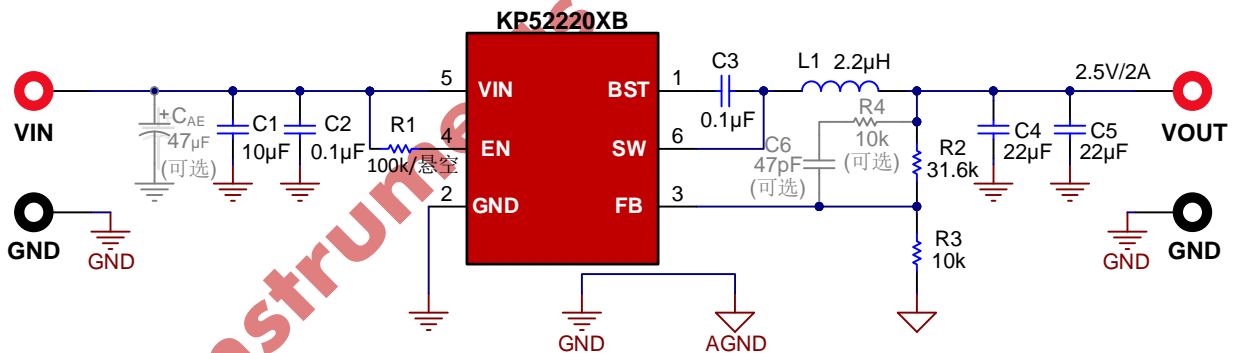 KP52220XB
VIN
GND
GND
+
CAE
47µF
(可选)
C1
10µF
C2
0.1µF
R1
100k/悬空
5
4
2
VIN
EN
GND
BST
SW
FB
1
6
3
C3
0.1µF
L1 2.2µH
R4
10k
(可选)
C6
47pF
(可选)
R2
31.6k
R3
10k
2.5V/2A
C4
22µF
C5
22µF
VOUT
GND
GND
GND
AGND